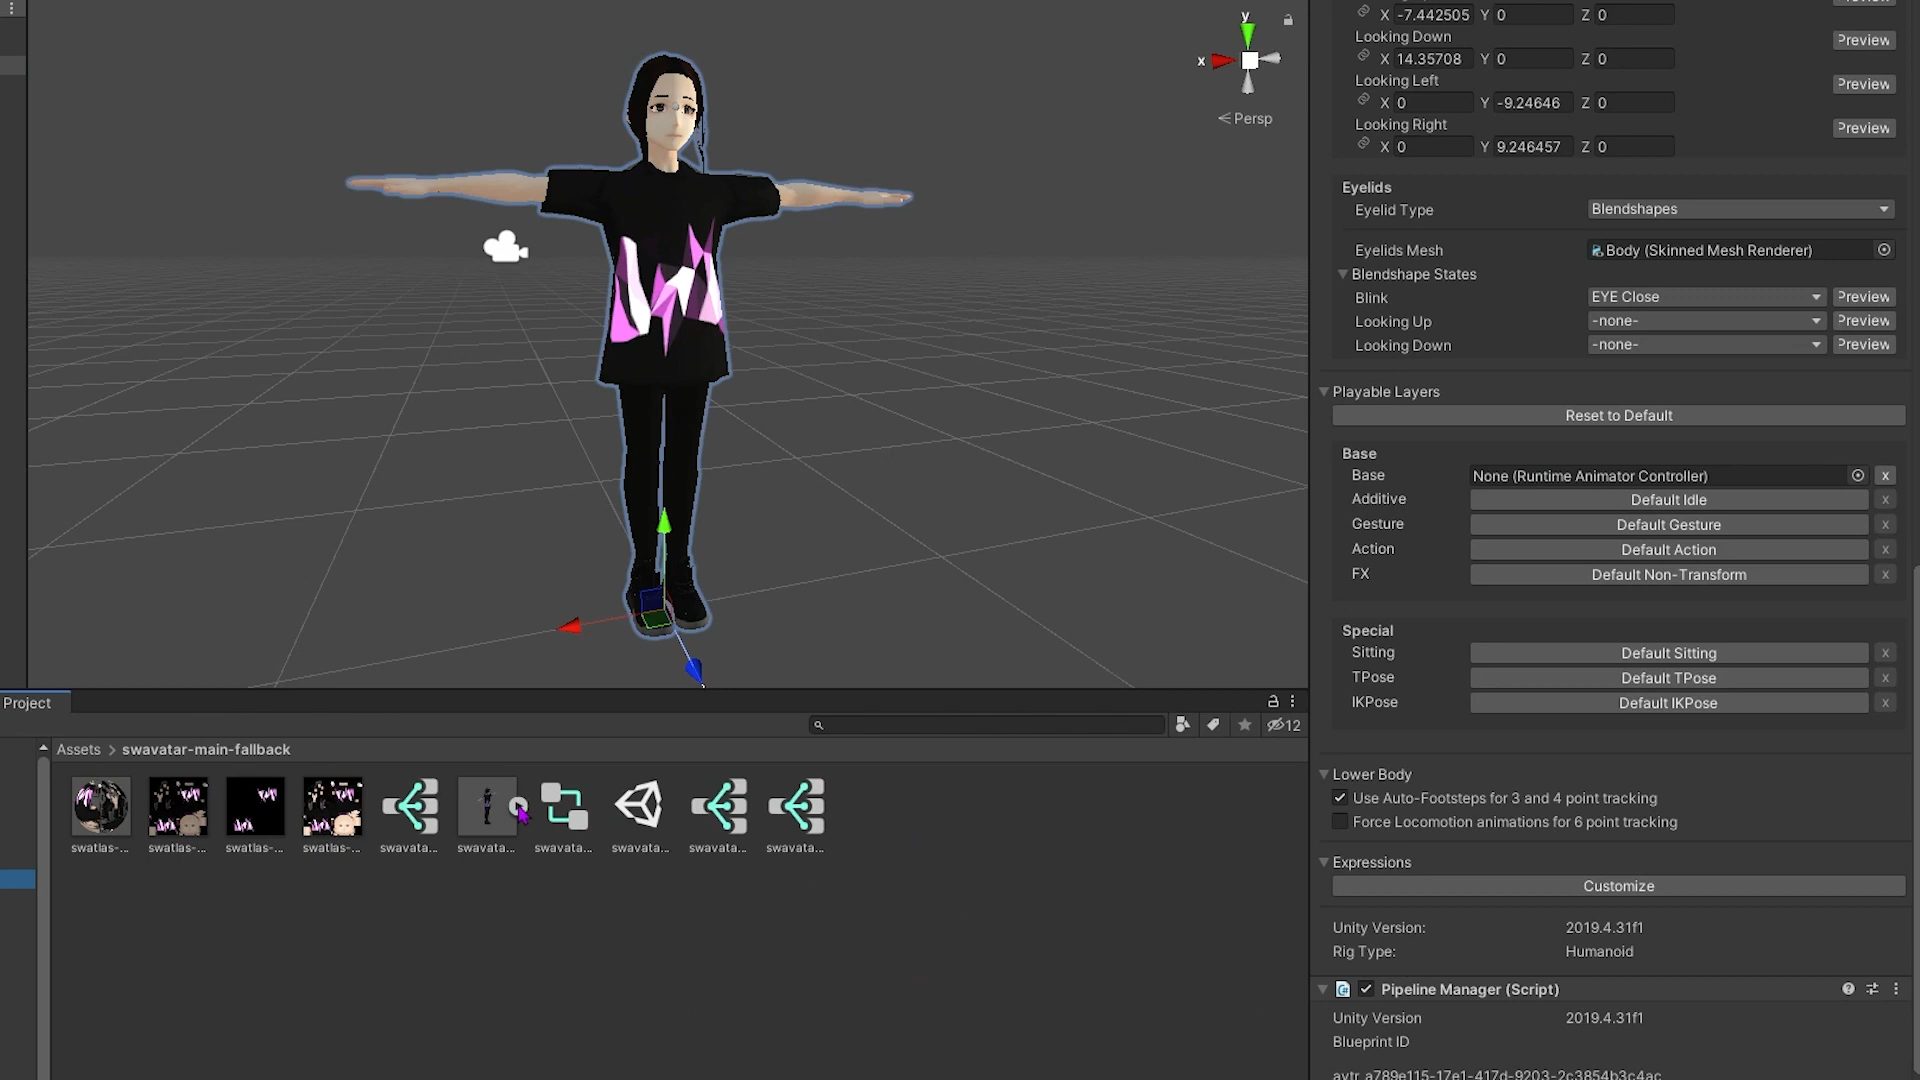 y
x
< Persp
Project
12
Assets > swavatar-main-fallback
swatlas-...
swatlas-...
swatlas-...
swatlas-...
swavata...
swavata...
swavata...
swavata...
swavata...
swavata...
X -7.442505 Y 0 Z 0
Looking Down Preview
X 14.35708 Y 0 Z 0
Looking Left Preview
X 0 Y -9.24646 Z 0
Looking Right Preview
X 0 Y 9.246457 Z 0
Eyelids
Eyelid Type Blendshapes
Eyelids Mesh Body (Skinned Mesh Renderer)
Blendshape States
Blink EYE Close Preview
Looking Up -none- Preview
Looking Down -none- Preview
Playable Layers
Reset to Default
Base
Base None (Runtime Animator Controller) x
Additive Default Idle x
Gesture Default Gesture x
Action Default Action x
FX Default Non-Transform x
Special
Sitting Default Sitting x
TPose Default TPose x
IKPose Default IKPose x
Lower Body
Use Auto-Footsteps for 3 and 4 point tracking
Force Locomotion animations for 6 point tracking
Expressions
Customize
Unity Version: 2019.4.31f1
Rig Type: Humanoid
Pipeline Manager (Script)
Unity Version 2019.4.31f1
Blueprint ID
avtr_a789e115-17e1-417d-9203-2c3854b3c4ac